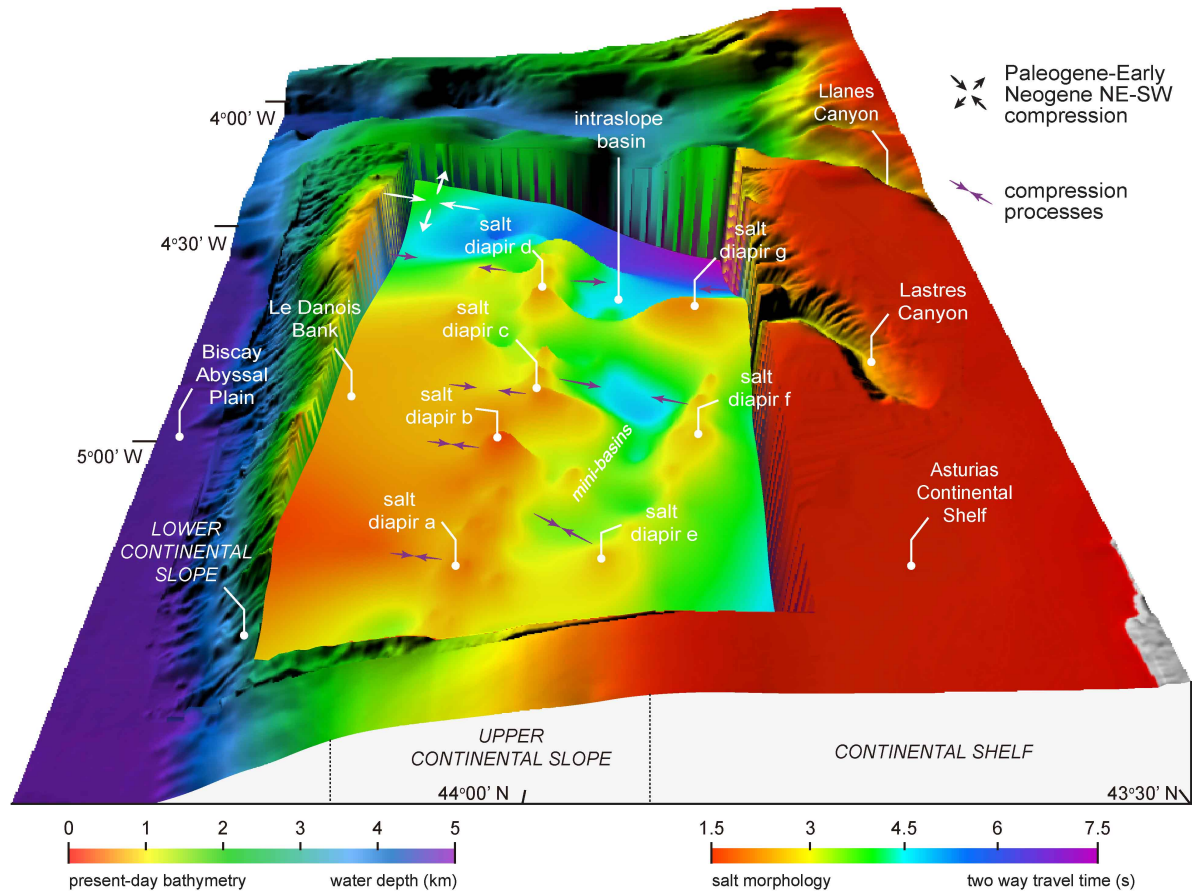 Paleogene-Early
Neogene NE-SW
compression
compression
processes
Llanes
Canyon
intraslope
basin
4°00' W
4°30' W
5°00' W
salt
diapir d
salt
diapir g
Lastres
Canyon
Le Danois
Bank
salt
diapir c
Biscay
Abyssal
Plain
salt
diapir b
salt
diapir f
mini-basins
Asturias
Continental
Shelf
salt
diapir a
salt
diapir e
LOWER
CONTINENTAL
SLOPE
UPPER
CONTINENTAL SLOPE
CONTINENTAL SHELF
44°00' N
43°30' N
0 1 2 3 4 5
present-day bathymetry water depth (km)
1.5 3 4.5 6 7.5
salt morphology two way travel time (s)